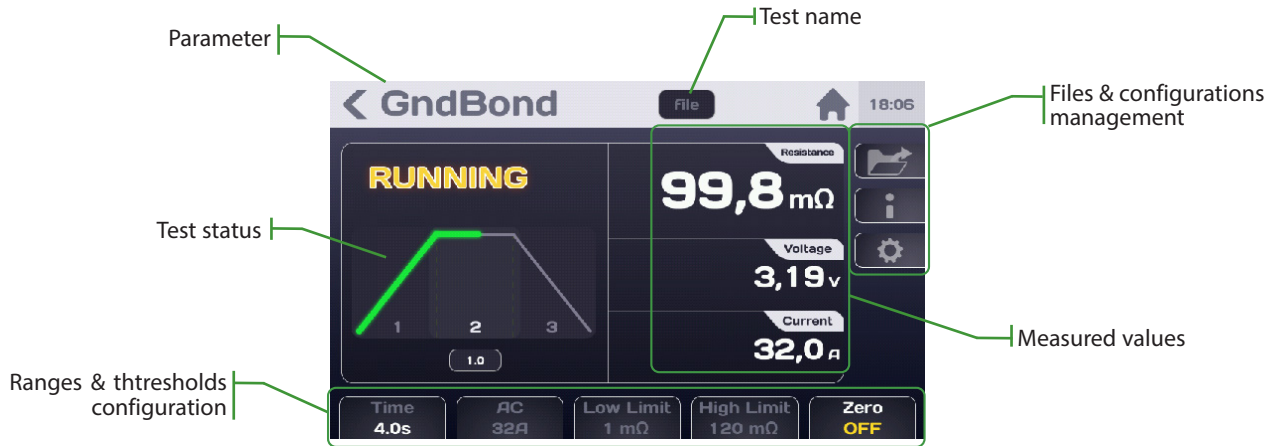 Test name
Parameter
GndBond
File
18:06
Files & configurations
management
RUNNING
Resistance
99,8 mΩ
Test status
Voltage
3,19 v
1 2 3
Current
32,0 A
1.0
Measured values
Ranges & thtresholds
configuration
Time
4.0s
AC
32A
Low Limit
1 mΩ
High Limit
120 mΩ
Zero
OFF